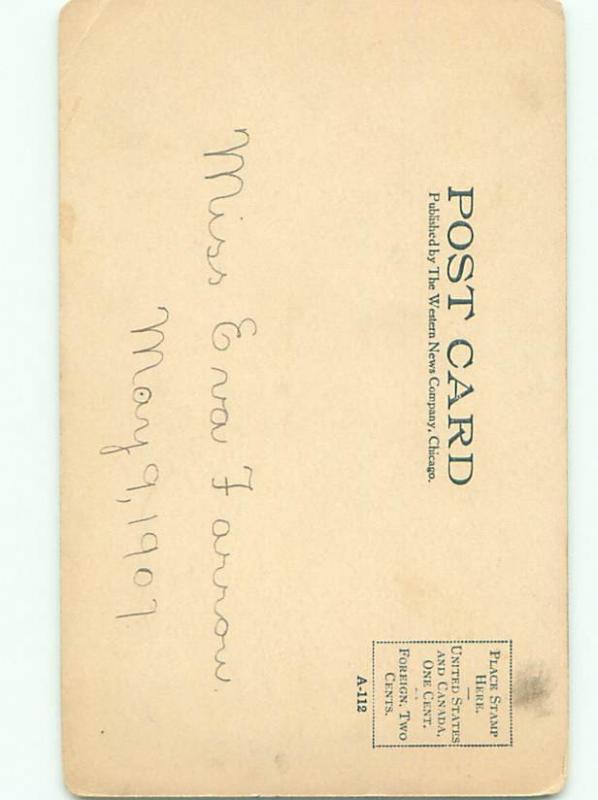 POST CARD
Published by The Western News Company, Chicago.
PLACE STAMP
HERE.
UNITED STATES
AND CANADA,
ONE CENT.
FOREIGN, TWO
CENTS.
A-112
Miss Eva Farrow.
May 9, 1907